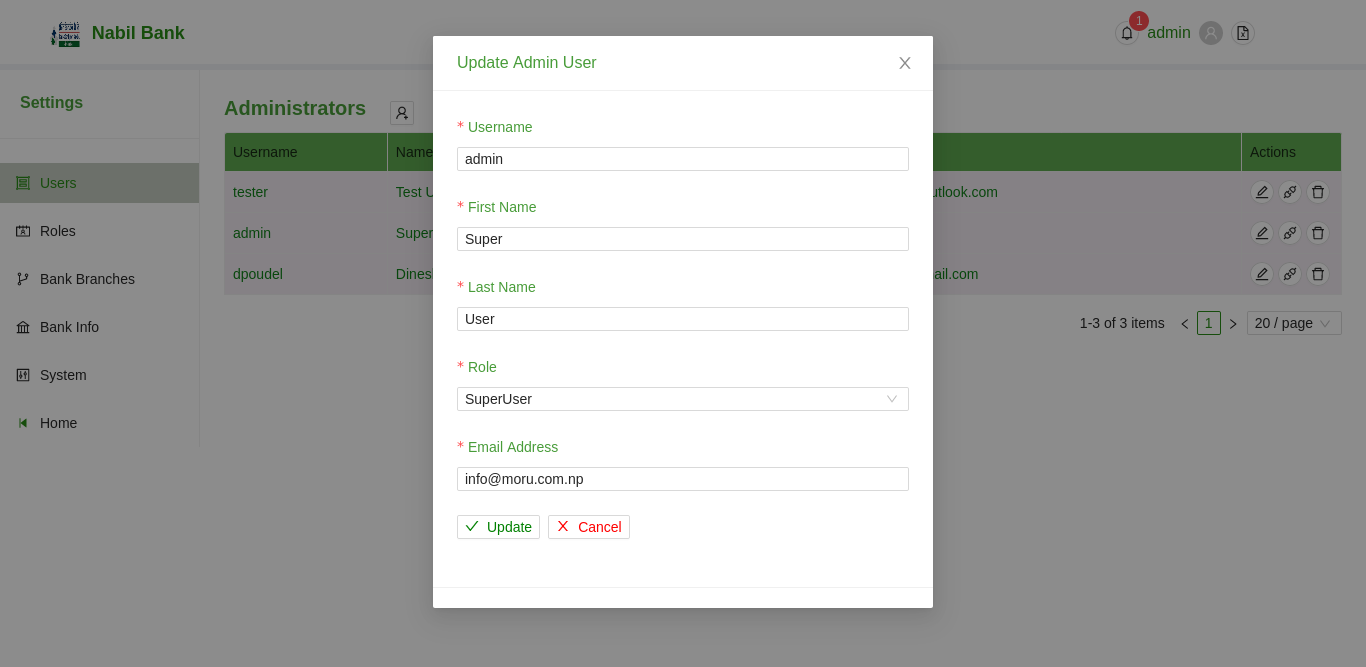 Nabil Bank
1
admin
Settings
Users
Roles
Bank Branches
Bank Info
System
Home
Administrators
Username
Name
Actions
tester
Test U
utlook.com
admin
Super
dpoudel
Dines
ail.com
1-3 of 3 items
1
20 / page
Update Admin User
* Username
admin
* First Name
Super
* Last Name
User
* Role
SuperUser
* Email Address
info@moru.com.np
Update
Cancel